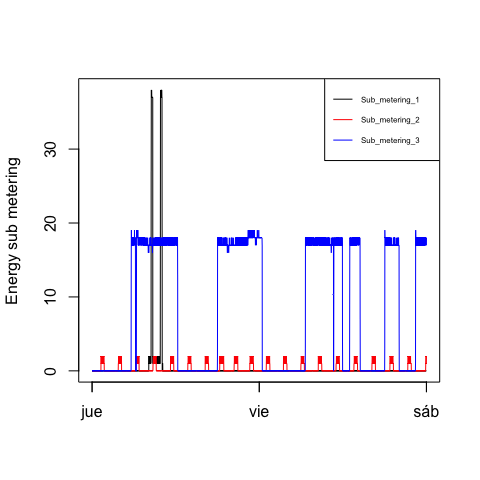 Sub_metering_1
Sub_metering_2
Sub_metering_3
Energy sub metering
30
20
10
0
jue vie sáb